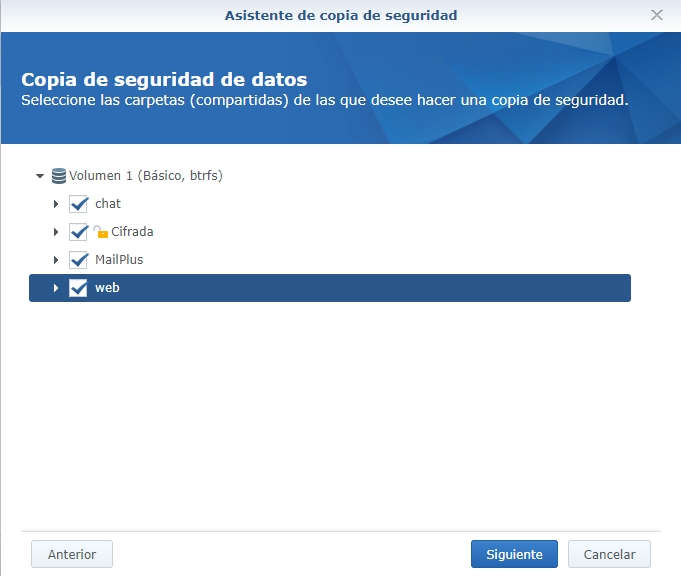 Asistente de copia de seguridad
Copia de seguridad de datos
Seleccione las carpetas (compartidas) de las que desee hacer una copia de seguridad.
Volumen 1 (Básico, btrfs)
chat
Cifrada
MailPlus
web
Anterior
Siguiente
Cancelar